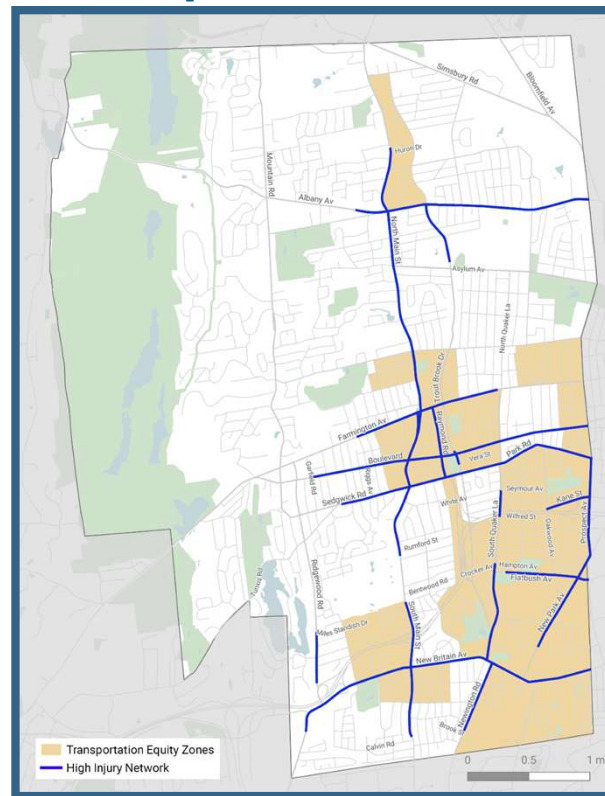 Simsbury Rd
Bloomfield Av
Huron Dr
Mountain Rd
Albany Av
North Main St
Asylum Av
North Quaker La
Trout Brook Dr
Farmington Av
Raymond Rd
Boulevard
Vera St
Park Rd
Garfield Rd
Sedgwick Rd
White Av
Seymour Av
Kane St
Wilfred St
Oakwood Av
Prospect Av
South Quaker La
Rumford St
Crocker Av
Hampton Av
Flatbush Av
Tunxis Rd
Ridgewood Rd
Bentwood Rd
New Park Av
Miles Standish Dr
South Main St
New Britain Av
Newington Rd
Brook St
Calvin Rd
Transportation Equity Zones
High Injury Network
0 0.5 1 m